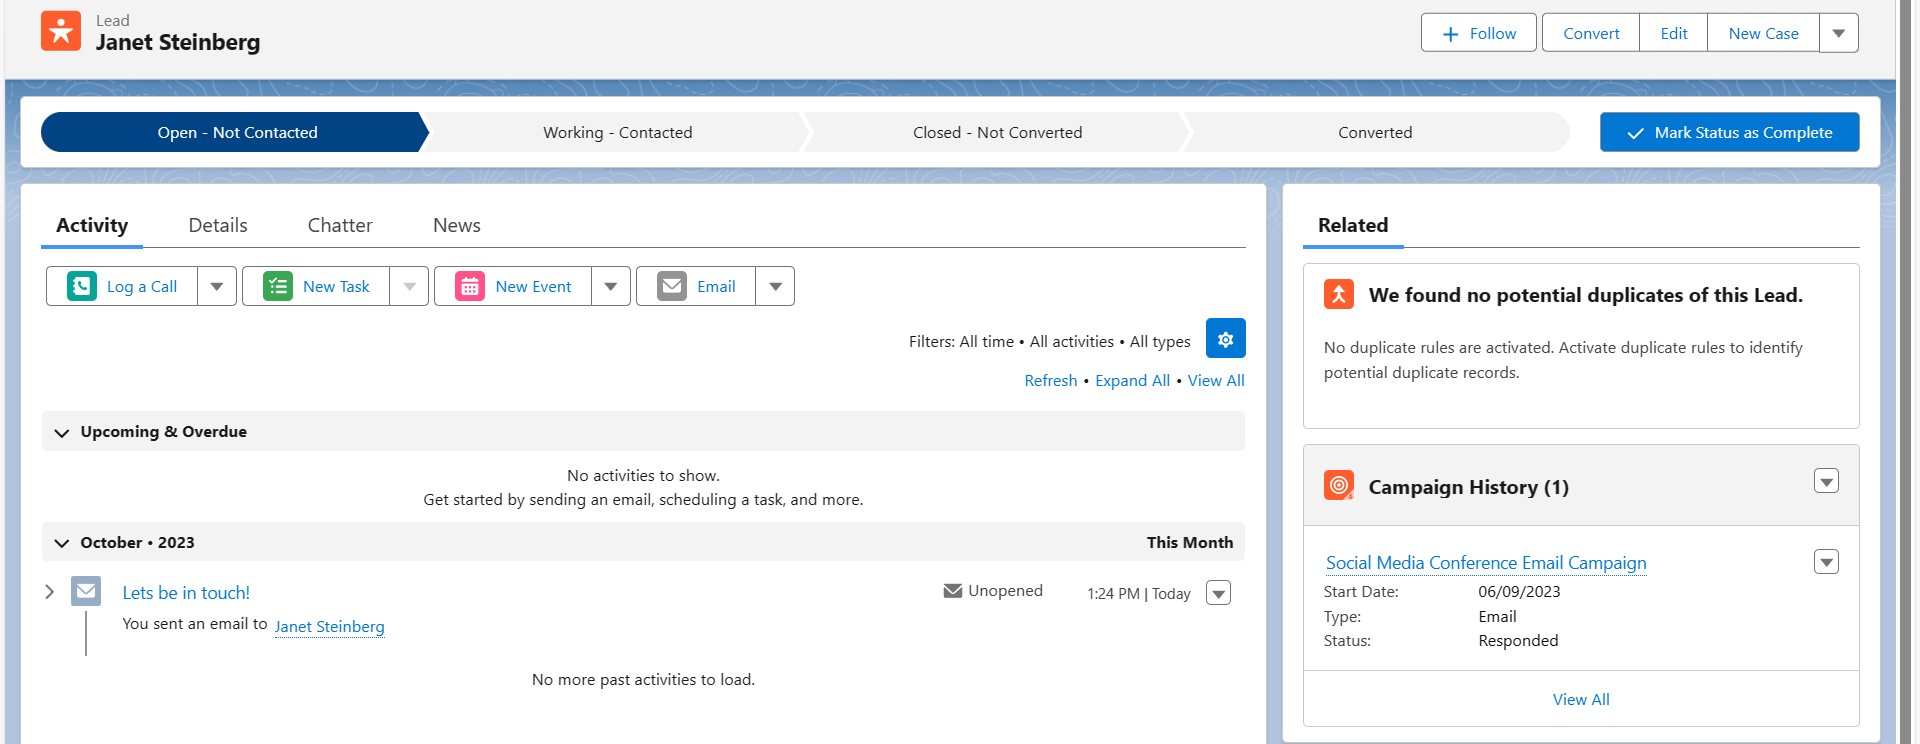 Lead
Janet Steinberg
Follow
Convert
Edit
New Case
Open - Not Contacted
Working - Contacted
Closed - Not Converted
Converted
Mark Status as Complete
Activity
Details
Chatter
News
Log a Call
New Task
New Event
Email
Filters: All time • All activities • All types
Refresh • Expand All • View All
Upcoming & Overdue
No activities to show.
Get started by sending an email, scheduling a task, and more.
October • 2023
This Month
Lets be in touch!
Unopened
1:24 PM | Today
You sent an email to Janet Steinberg
No more past activities to load.
Related
We found no potential duplicates of this Lead.
No duplicate rules are activated. Activate duplicate rules to identify
potential duplicate records.
Campaign History (1)
Social Media Conference Email Campaign
Start Date: 06/09/2023
Type: Email
Status: Responded
View All